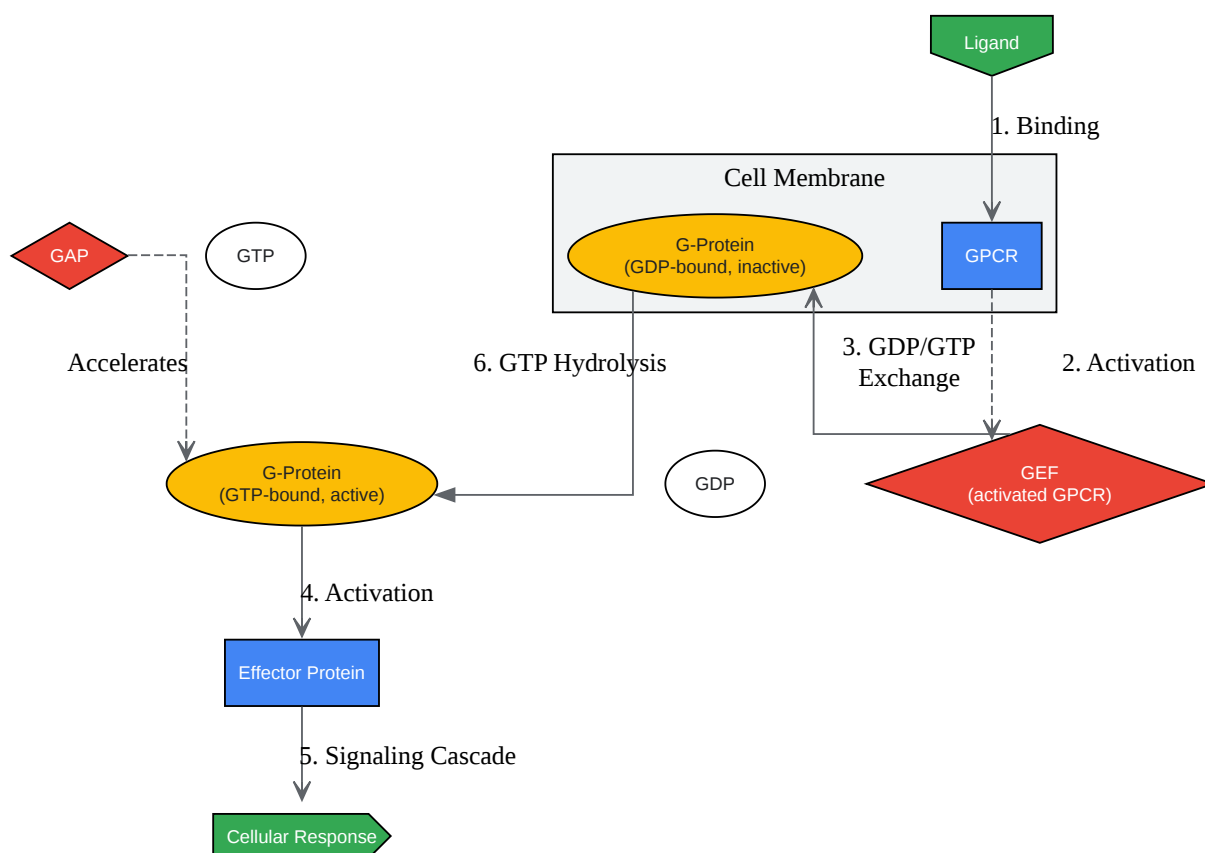 Ligand
1. Binding
Cell Membrane
G-Protein
(GDP-bound, inactive)
GPCR
GAP
GTP
Accelerates
6. GTP Hydrolysis
3. GDP/GTP
Exchange
2. Activation
G-Protein
(GTP-bound, active)
GDP
GEF
(activated GPCR)
4. Activation
Effector Protein
5. Signaling Cascade
Cellular Response